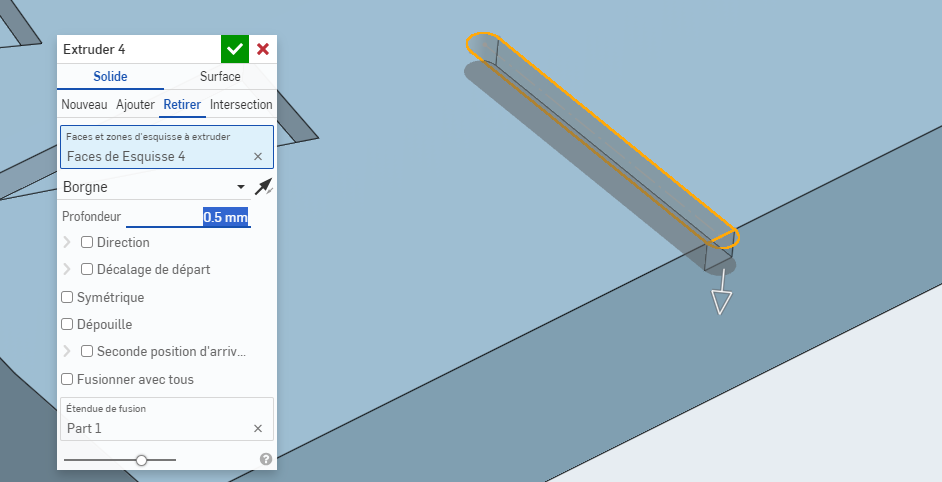 Extruder 4
Solide Surface
Nouveau Ajouter Retirer Intersection
Faces et zones d'esquisse à extruder
Faces de Esquisse 4
Borgne
Profondeur 0.5 mm
Direction
Décalage de départ
Symétrique
Dépouille
Seconde position d'arriv...
Fusionner avec tous
Étendue de fusion
Part 1